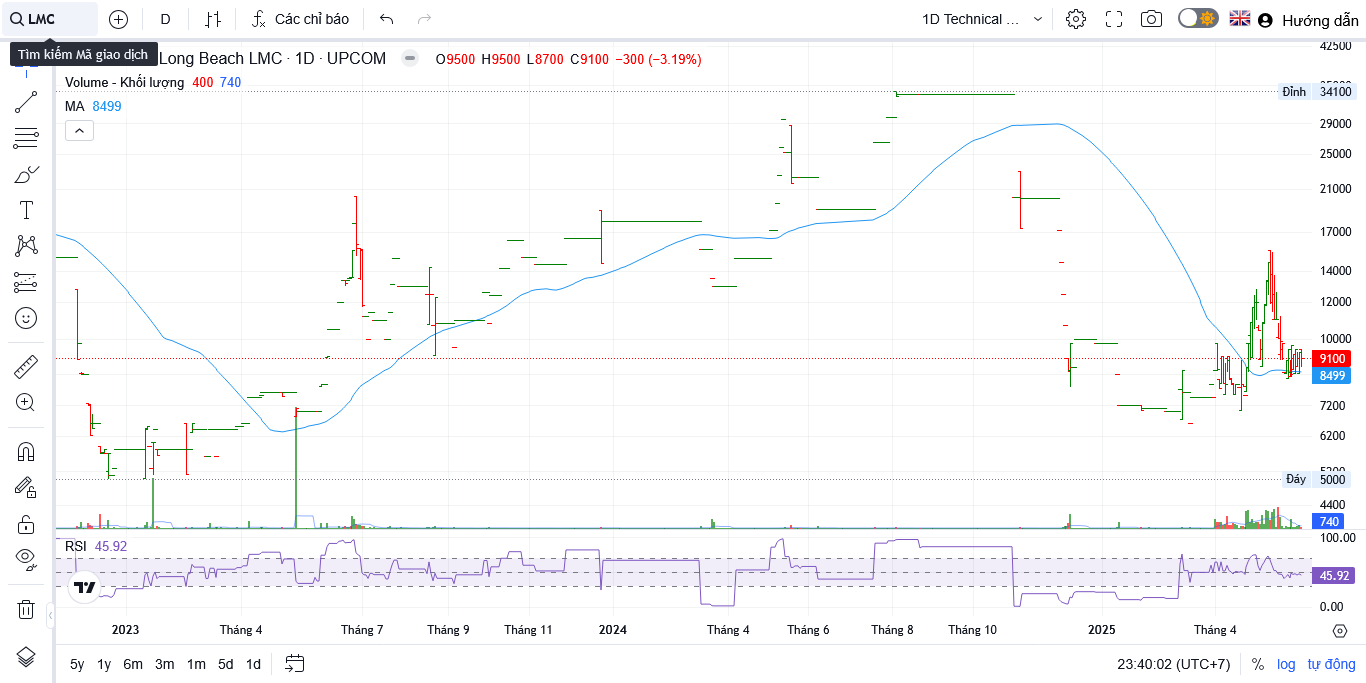 LMC
D
Các chỉ báo
1D Technical ...
Hướng dẫn
Tìm kiếm Mã giao dịch
Long Beach LMC · 1D · UPCOM
O9500 H9500 L8700 C9100 −300 (−3.19%)
Volume - Khối lượng 400 740
MA 8499
42500
Đỉnh 34100
29000
25000
21000
17000
14000
12000
10000
9100
8499
7200
6200
5200
Đáy 5000
4400
740
RSI 45.92
100.00
45.92
0.00
2023 Tháng 4 Tháng 7 Tháng 9 Tháng 11 2024 Tháng 4 Tháng 6 Tháng 8 Tháng 10 2025 Tháng 4
5y 1y 6m 3m 1m 5d 1d
23:40:02 (UTC+7) % log tự động